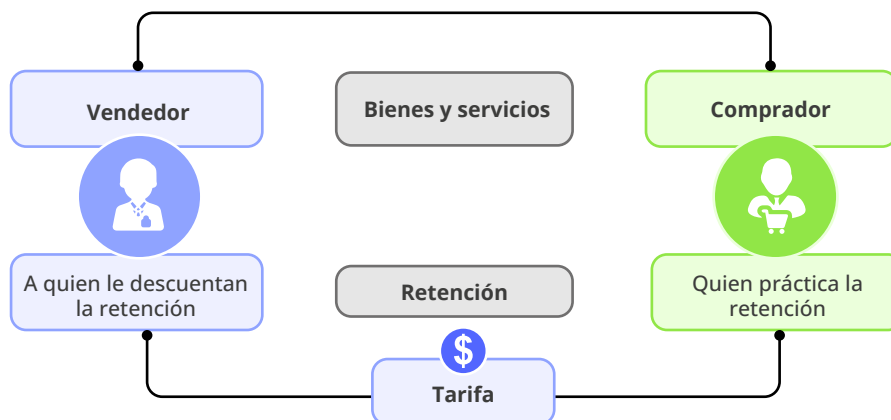 Vendedor
Bienes y servicios
Comprador
A quien le descuentan
la retención
Retención
Quien práctica la
retención
$
Tarifa